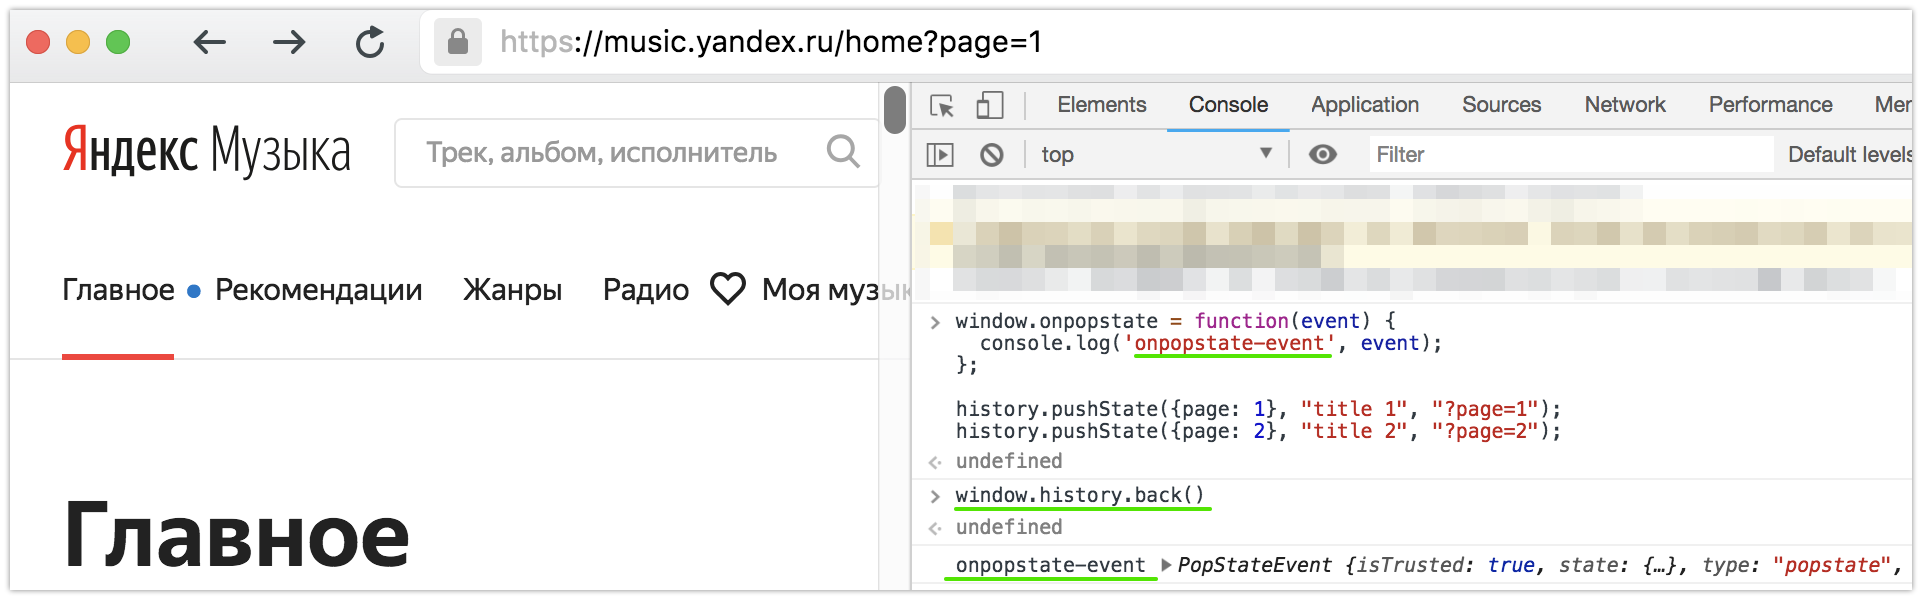 https://music.yandex.ru/home?page=1
Яндекс Музыка
Трек, альбом, исполнитель
Главное Рекомендации Жанры Радио Моя музык
Главное
Elements Console Application Sources Network Performance Mer
top Filter Default levels
window.onpopstate = function(event) {
console.log('onpopstate-event', event);
};
history.pushState({page: 1}, "title 1", "?page=1");
history.pushState({page: 2}, "title 2", "?page=2");
undefined
window.history.back()
undefined
onpopstate-event PopStateEvent {isTrusted: true, state: {…}, type: "popstate",